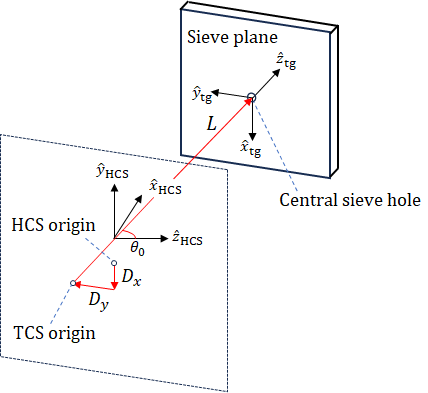 Sieve plane
ẑtg
ŷtg
L
x̂tg
ŷHCS
x̂HCS
Central sieve hole
HCS origin
ẑHCS
θ0
Dx
Dy
TCS origin